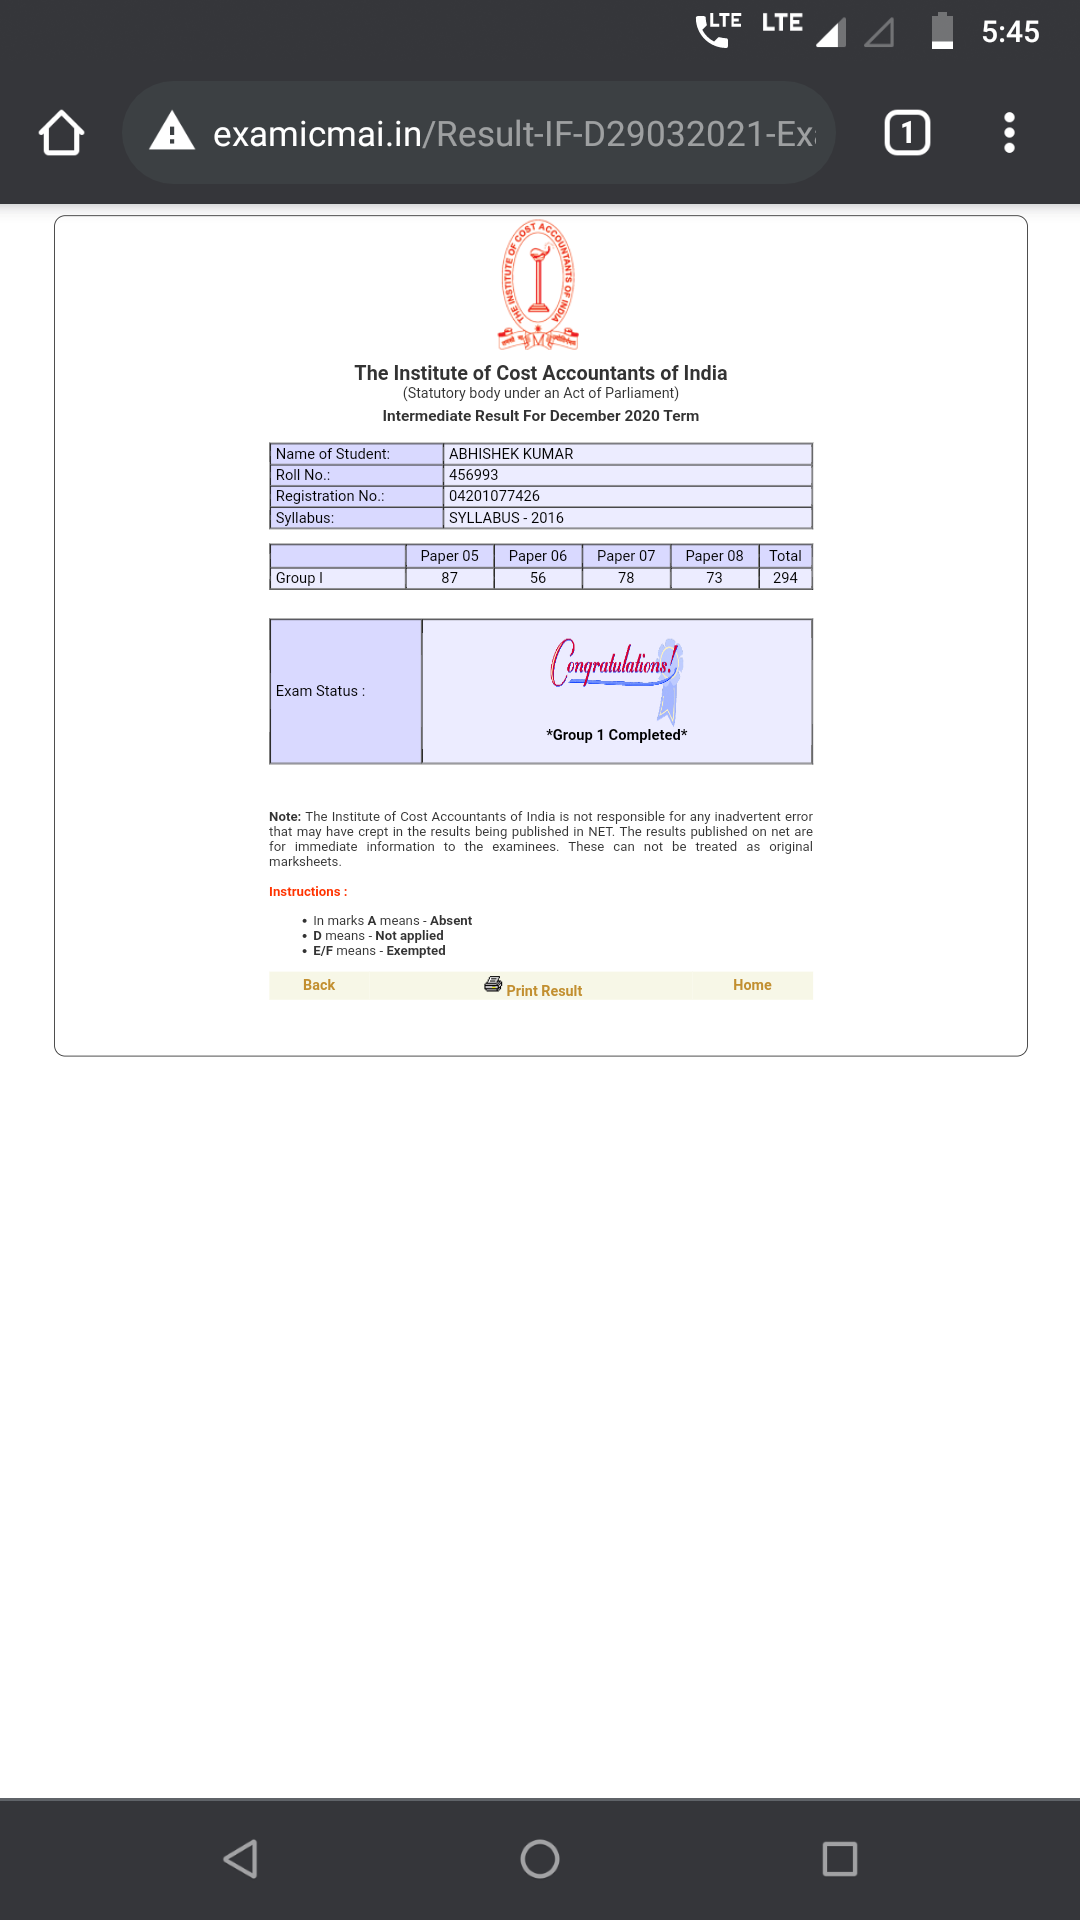 LTE LTE 5:45
examicmai.in/Result-IF-D29032021-Ex
1
THE INSTITUTE OF COST ACCOUNTANTS OF INDIA
The Institute of Cost Accountants of India
(Statutory body under an Act of Parliament)
Intermediate Result For December 2020 Term
Name of Student: ABHISHEK KUMAR
Roll No.: 456993
Registration No.: 04201077426
Syllabus: SYLLABUS - 2016
Paper 05 Paper 06 Paper 07 Paper 08 Total
Group I 87 56 78 73 294
Congratulations!
Exam Status :
*Group 1 Completed*
Note: The Institute of Cost Accountants of India is not responsible for any inadvertent error
that may have crept in the results being published in NET. The results published on net are
for immediate information to the examinees. These can not be treated as original
marksheets.
Instructions :
• In marks A means - Absent
• D means - Not applied
• E/F means - Exempted
Back Print Result Home